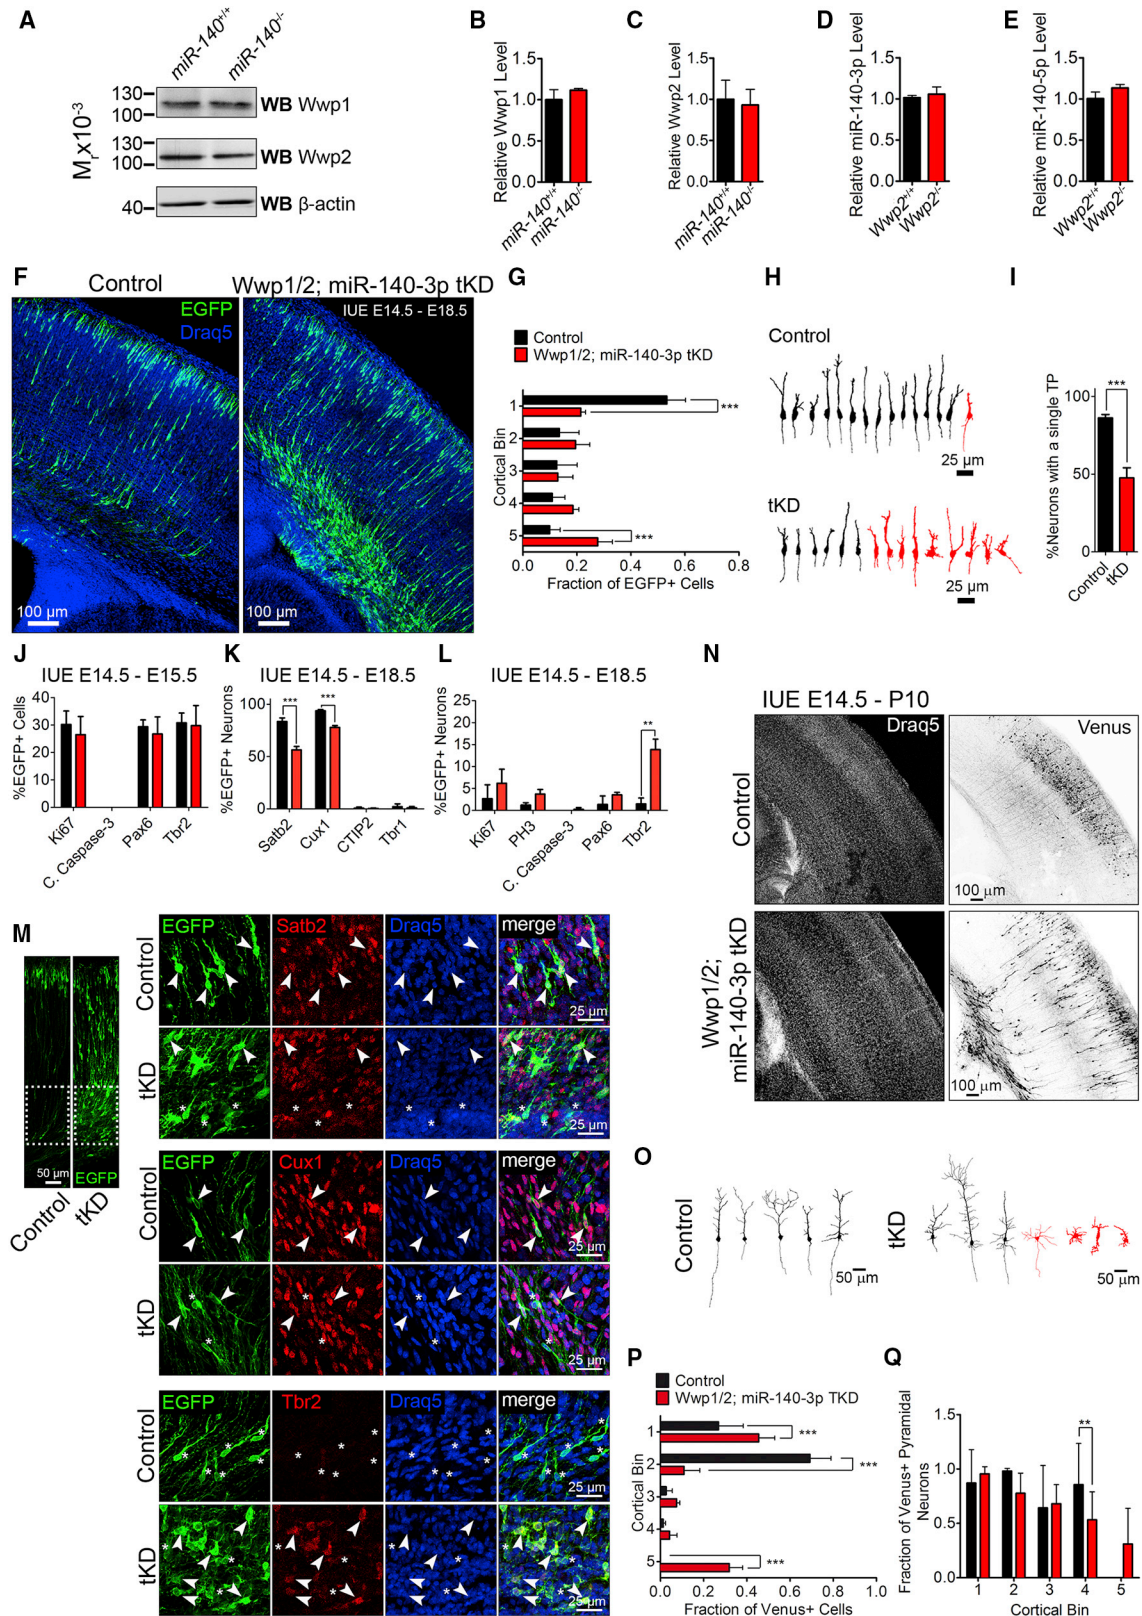 A
miR-140+/+
miR-140-/-
Mrx10-3
130
100
WB Wwp1
130
100
WB Wwp2
40
WB β-actin
B
Relative Wwp1 Level
1.5
1.0
0.5
0.0
miR-140+/+
miR-140-/-
C
Relative Wwp2 Level
1.5
1.0
0.5
0.0
miR-140+/+
miR-140-/-
D
Relative miR-140-3p Level
1.5
1.0
0.5
0.0
Wwp2+/+
Wwp2-/-
E
Relative miR-140-5p Level
1.5
1.0
0.5
0.0
Wwp2+/+
Wwp2-/-
F
Control
Wwp1/2; miR-140-3p tKD
EGFP
Draq5
IUE E14.5 - E18.5
100 µm
100 µm
G
Control
Wwp1/2; miR-140-3p tKD
Cortical Bin
1
2
3
4
5
***
***
0.0 0.2 0.4 0.6 0.8
Fraction of EGFP+ Cells
H
Control
25 µm
tKD
25 µm
I
%Neurons with a single TP
100
50
0
***
Control
tKD
J
IUE E14.5 - E15.5
%EGFP+ Cells
40
30
20
10
0
Ki67
C. Caspase-3
Pax6
Tbr2
K
IUE E14.5 - E18.5
%EGFP+ Neurons
100
50
0
***
***
Satb2
Cux1
CTIP2
Tbr1
L
IUE E14.5 - E18.5
%EGFP+ Neurons
25
20
15
10
5
0
**
Ki67
PH3
C. Caspase-3
Pax6
Tbr2
M
50 µm
EGFP
Control
tKD
Control
EGFP
Satb2
Draq5
merge
25 µm
tKD
* * *
* * *
* * *
* * *
25 µm
Control
EGFP
Cux1
Draq5
merge
25 µm
tKD
* *
* *
* *
* *
25 µm
Control
EGFP
Tbr2
Draq5
merge
25 µm
tKD
25 µm
N
IUE E14.5 - P10
Control
Draq5
Venus
100 µm
Wwp1/2;
miR-140-3p tKD
100 µm
O
Control
50 µm
tKD
50 µm
P
Control
Wwp1/2; miR-140-3p TKD
Cortical Bin
1
2
3
4
5
***
***
***
0.0 0.2 0.4 0.6 0.8 1.0
Fraction of Venus+ Cells
Q
Fraction of Venus+ Pyramidal
Neurons
1.5
1.0
0.5
0.0
**
1 2 3 4 5
Cortical Bin